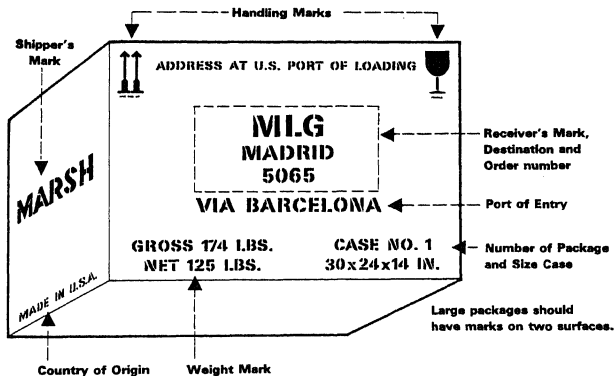 Handling Marks
Shipper's
Mark
ADDRESS AT U.S. PORT OF LOADING
MLG
MADRID
5065
Receiver's Mark,
Destination and
Order number
MARSH
VIA BARCELONA
Port of Entry
GROSS 174 LBS.
NET 125 LBS.
CASE NO. 1
30x24x14 IN.
Number of Package
and Size Case
MADE IN U.S.A.
Large packages should
have marks on two surfaces.
Country of Origin
Weight Mark